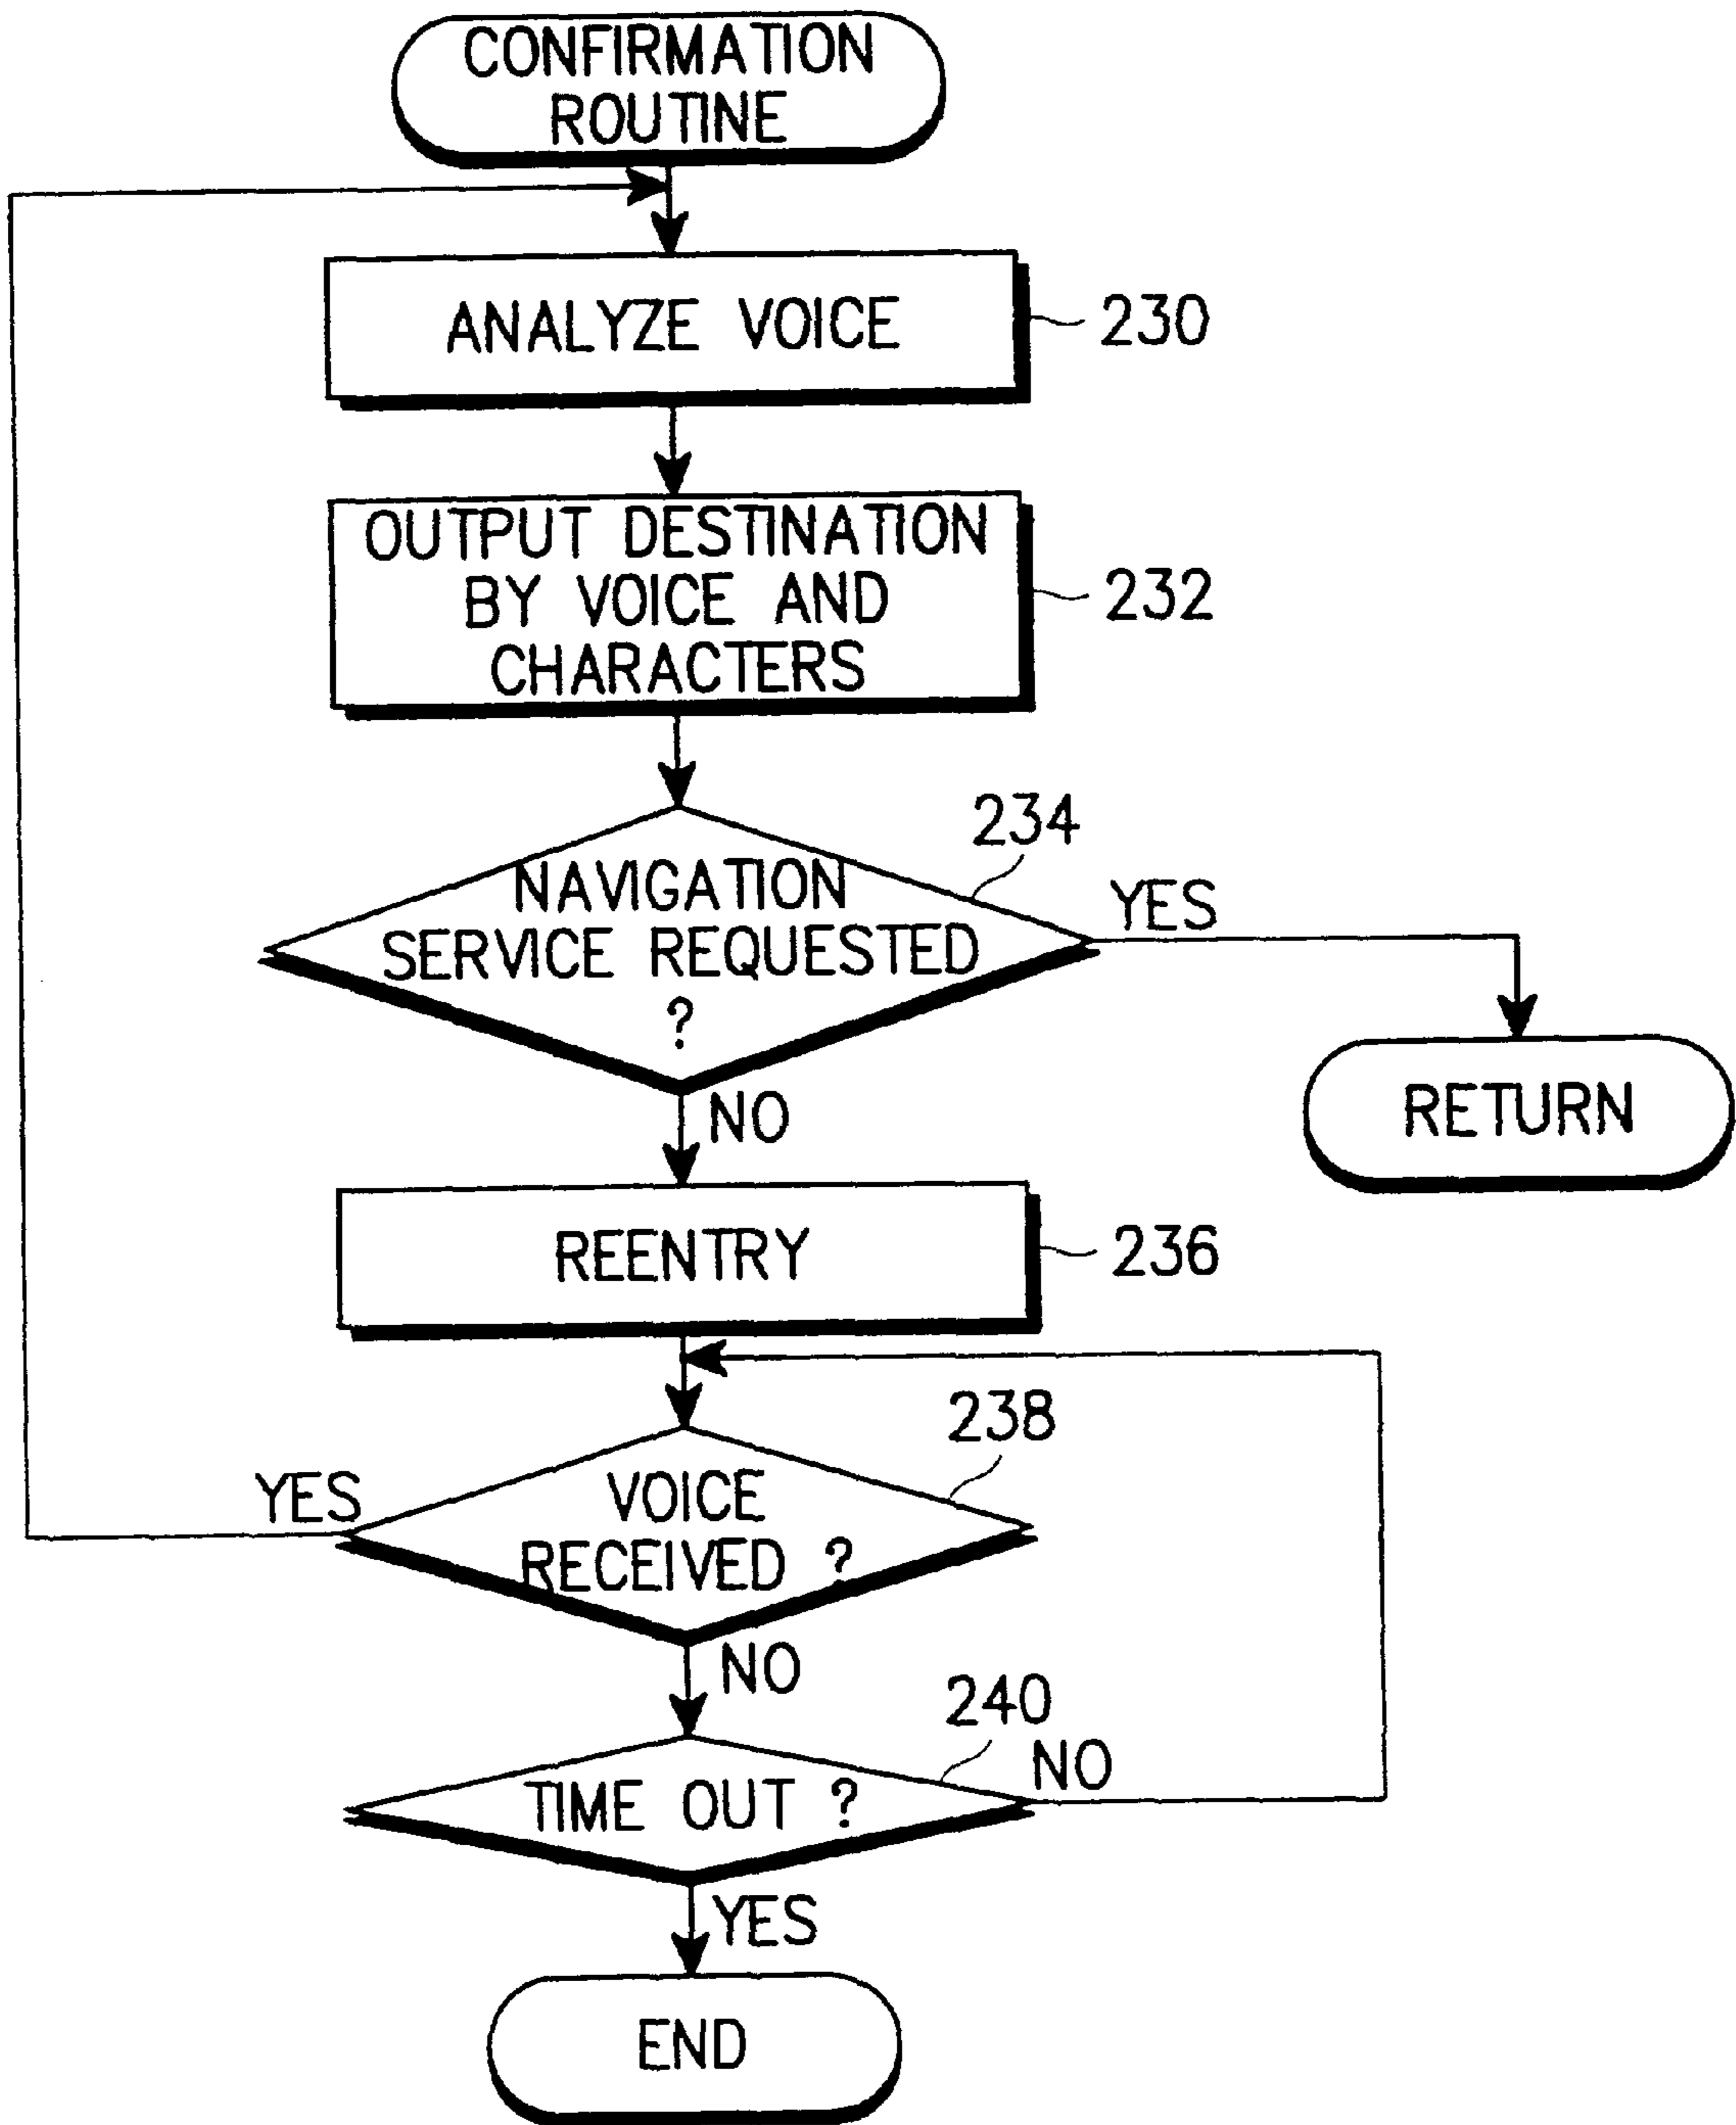 CONFIRMATION
ROUTINE
ANALYZE VOICE
230
OUTPUT DESTINATION
BY VOICE AND
CHARACTERS
232
234
NAVIGATION
SERVICE REQUESTED
?
YES
RETURN
NO
REENTRY
236
238
VOICE
RECEIVED ?
YES
NO
240
TIME OUT ?
NO
YES
END